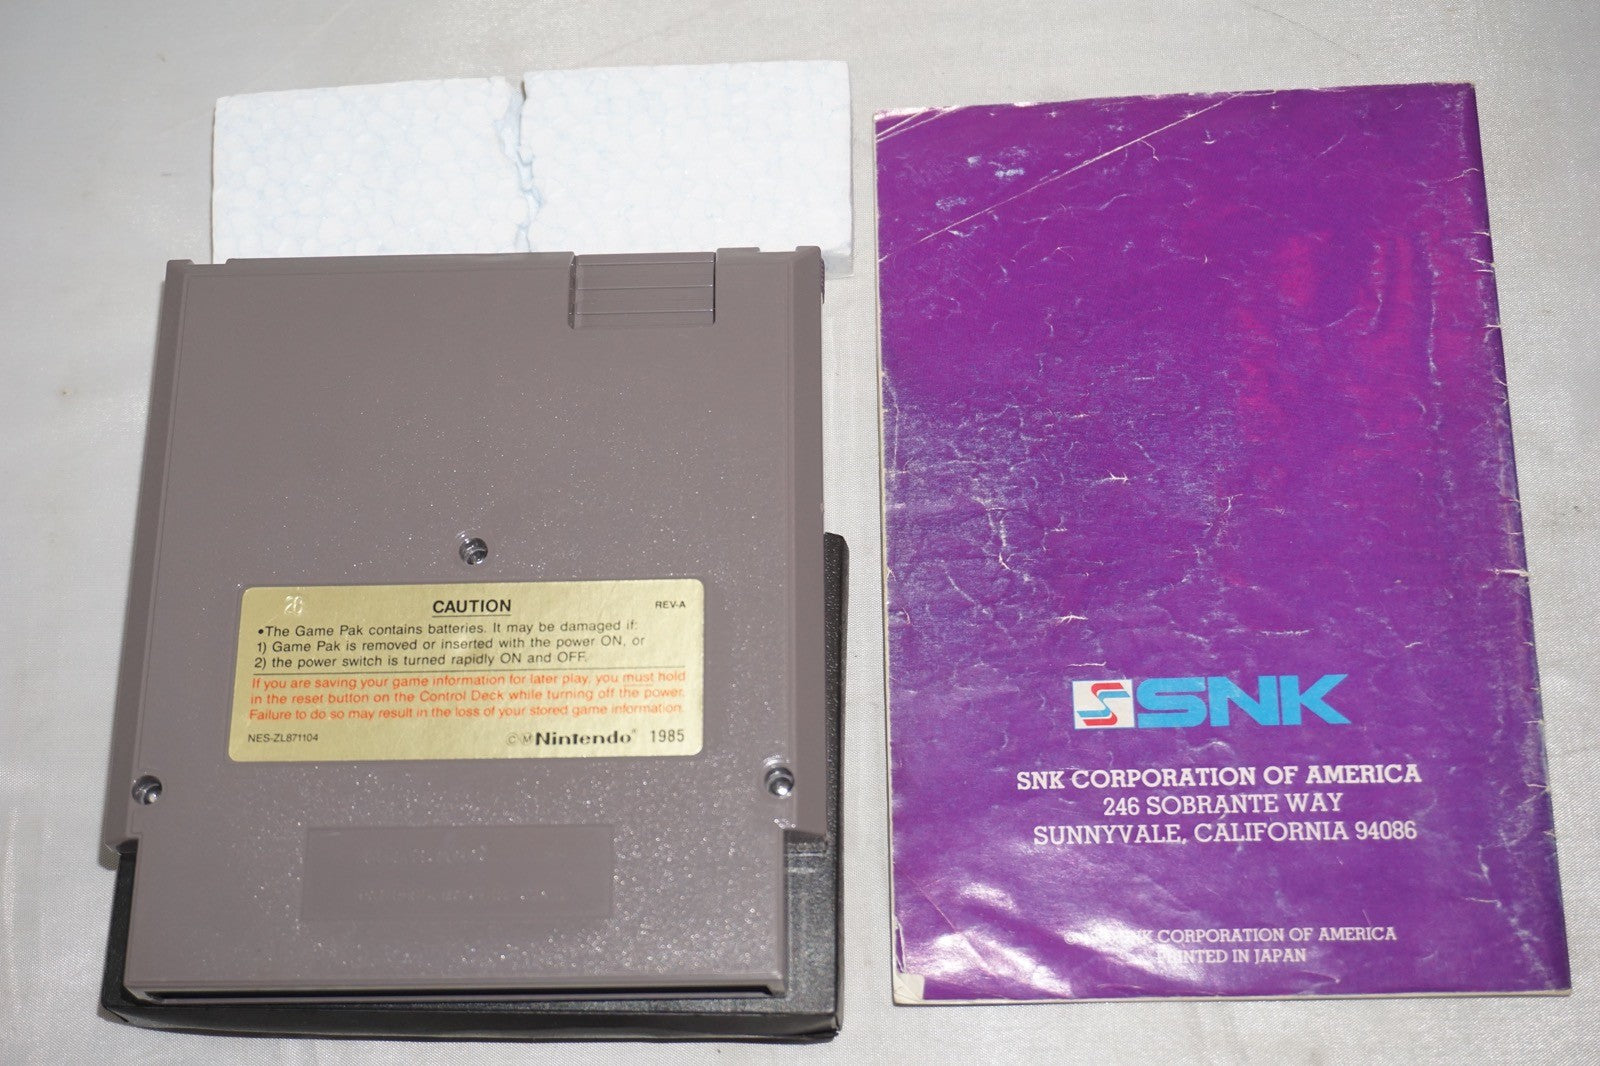 26
CAUTION
REV-A
•The Game Pak contains batteries. It may be damaged if:
1) Game Pak is removed or inserted with the power ON, or
2) the power switch is turned rapidly ON and OFF.
If you are saving your game information for later play, you must hold
in the reset button on the Control Deck while turning off the power.
Failure to do so may result in the loss of your stored game information.
NES-ZL871104
© M Nintendo® 1985
S SNK
SNK CORPORATION OF AMERICA
246 SOBRANTE WAY
SUNNYVALE, CALIFORNIA 94086
CORPORATION OF AMERICA
PRINTED IN JAPAN